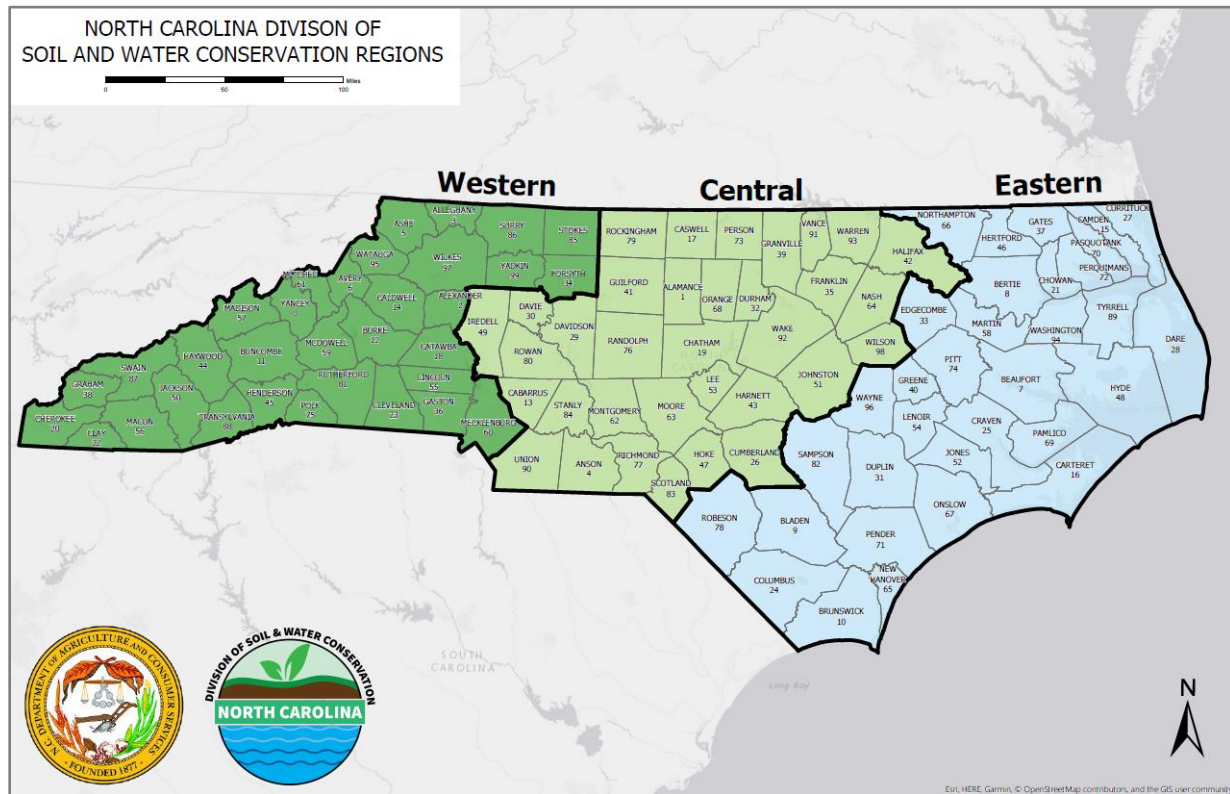 NORTH CAROLINA DIVISON OF
SOIL AND WATER CONSERVATION REGIONS
Miles
0 50 100
Western
Central
Eastern
ASHE
5
ALLEGHANY
3
SURRY
86
STOKES
85
WATAUGA
95
WILKES
97
YADKIN
99
FORSYTH
34
MITCHELL
61
AVERY
6
CALDWELL
14
ALEXANDER
2
MADISON
57
YANCEY
BURKE
12
CATAWBA
18
HAYWOOD
44
BUNCOMBE
11
MCDOWELL
59
SWAIN
87
GRAHAM
38
JACKSON
50
HENDERSON
45
RUTHERFORD
81
LINCOLN
55
CHEROKEE
20
CLAY
22
MACON
56
TRANSYLVANIA
88
POLK
75
CLEVELAND
23
GASTON
36
MECKLENBURG
60
ROCKINGHAM
79
CASWELL
17
PERSON
73
GRANVILLE
39
VANCE
91
WARREN
93
HALIFAX
42
GUILFORD
41
ALAMANCE
1
ORANGE
68
DURHAM
32
FRANKLIN
35
NASH
64
IREDELL
49
DAVIE
30
DAVIDSON
29
RANDOLPH
76
CHATHAM
19
WAKE
92
WILSON
98
ROWAN
80
CABARRUS
13
STANLY
84
MONTGOMERY
62
MOORE
63
LEE
53
HARNETT
43
JOHNSTON
51
UNION
90
ANSON
4
RICHMOND
77
SCOTLAND
83
HOKE
47
CUMBERLAND
26
NORTHAMPTON
66
HERTFORD
46
GATES
37
CAMDEN
15
CURRITUCK
27
PASQUOTANK
70
PERQUIMANS
72
CHOWAN
21
BERTIE
8
EDGECOMBE
33
MARTIN
58
WASHINGTON
94
TYRRELL
89
DARE
28
PITT
74
BEAUFORT
7
HYDE
48
GREENE
40
WAYNE
96
LENOIR
54
CRAVEN
25
PAMLICO
69
JONES
52
CARTERET
16
SAMPSON
82
DUPLIN
31
ONSLOW
67
ROBESON
78
BLADEN
9
PENDER
71
COLUMBUS
24
NEW
HANOVER
65
BRUNSWICK
10
SOUTH
CAROLINA
Long Bay
N.C. DEPARTMENT OF AGRICULTURE AND CONSUMER SERVICES
FOUNDED 1877
DIVISION OF SOIL & WATER CONSERVATION
NORTH CAROLINA
N
Esri, HERE, Garmin, © OpenStreetMap contributors, and the GIS user communit